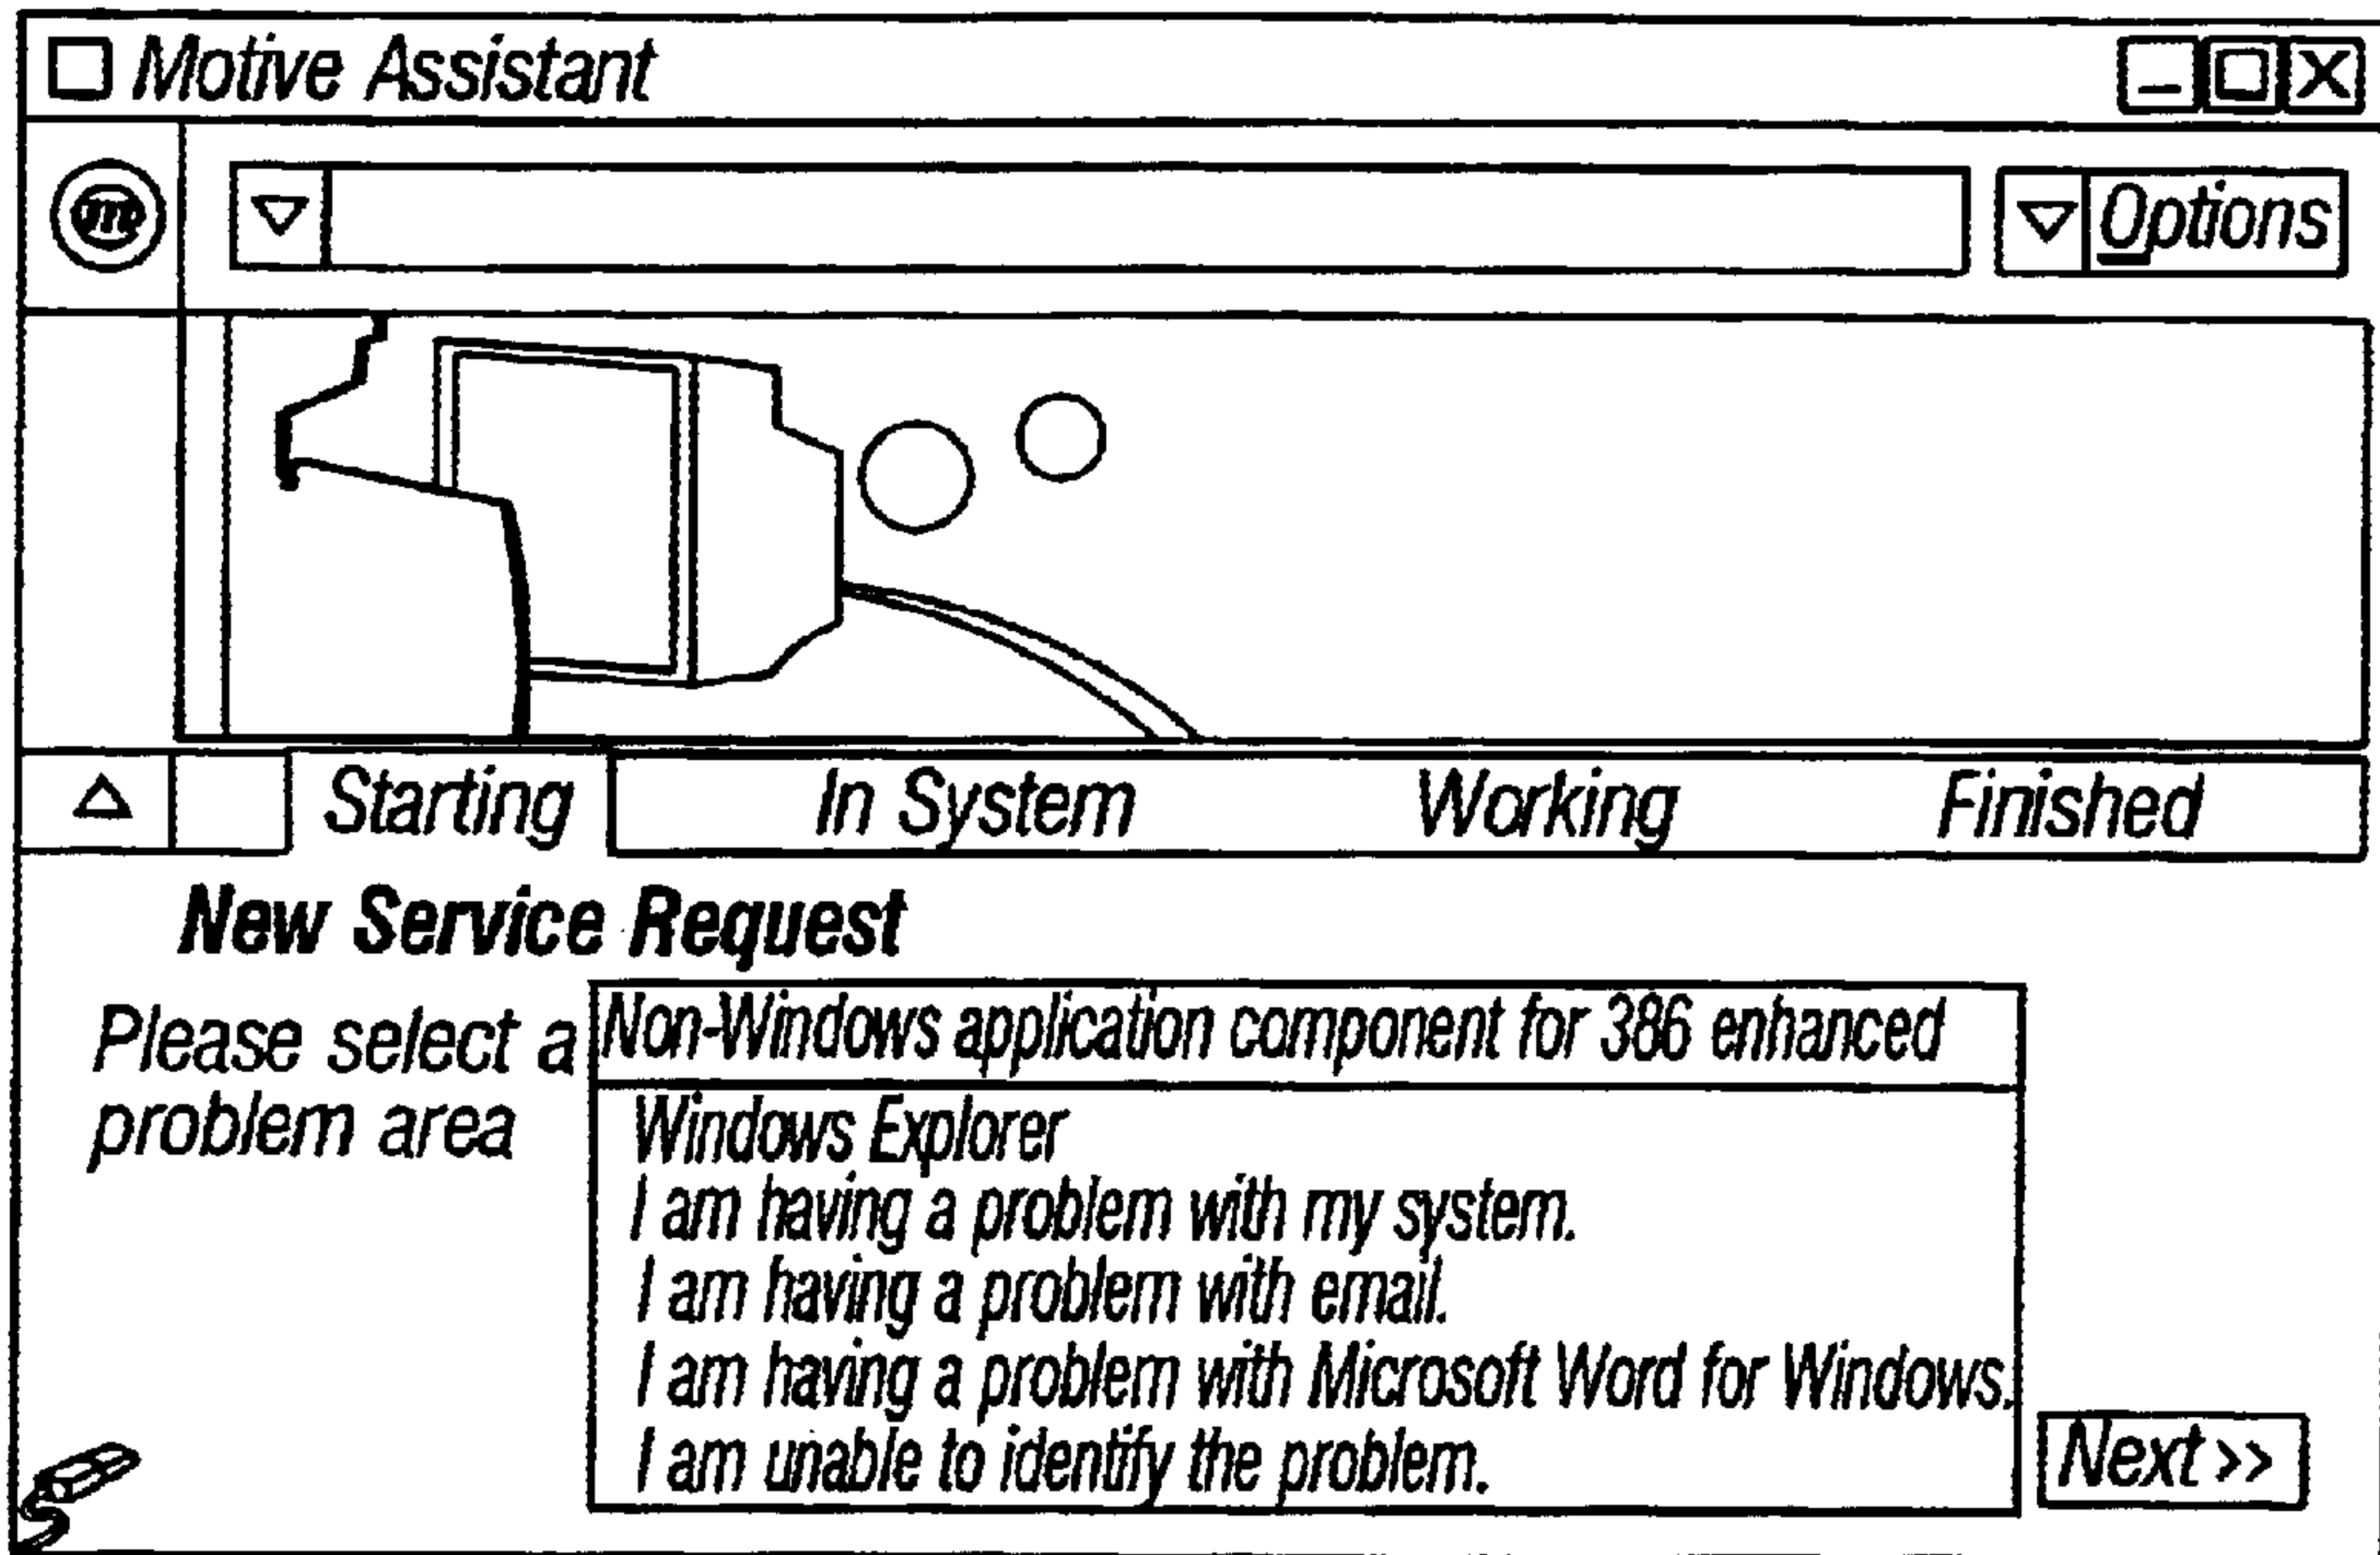 Motive Assistant
m
Options
Starting In System Working Finished
New Service Request
Please select a
problem area
Non-Windows application component for 386 enhanced
Windows Explorer
I am having a problem with my system.
I am having a problem with email.
I am having a problem with Microsoft Word for Windows.
I am unable to identify the problem.
Next >>